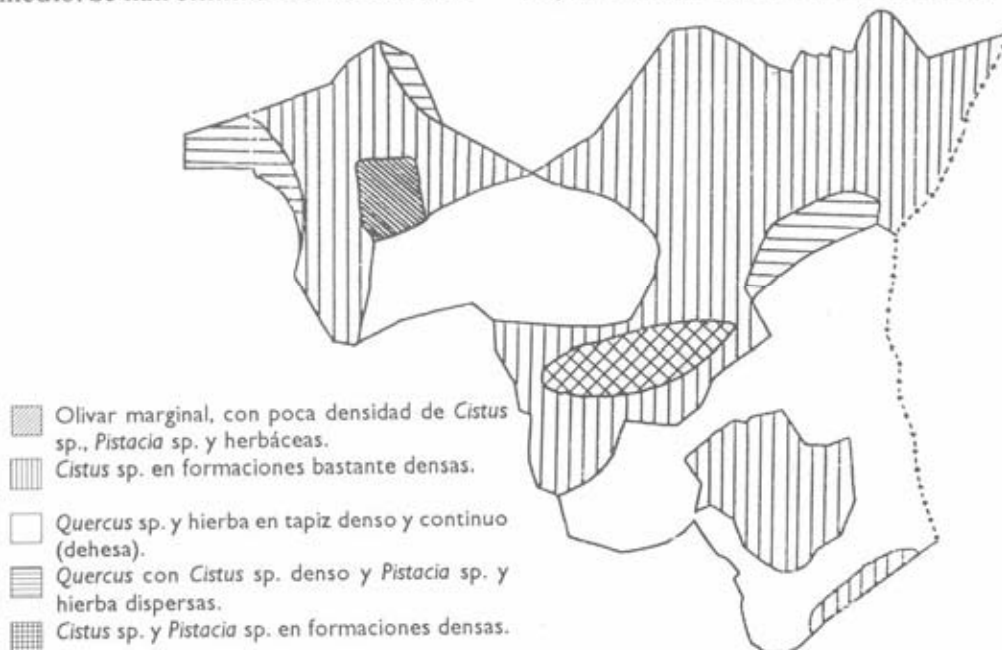 Olivar marginal, con poca densidad de Cistus
sp., Pistacia sp. y herbáceas.
Cistus sp. en formaciones bastante densas.
Quercus sp. y hierba en tapiz denso y continuo
(dehesa).
Quercus con Cistus sp. denso y Pistacia sp. y
hierba dispersas.
Cistus sp. y Pistacia sp. en formaciones densas.